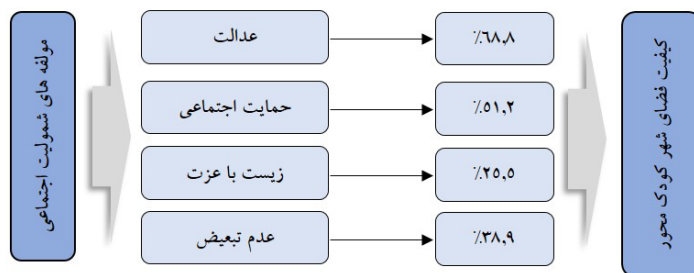 مولفه های شمولیت اجتماعی
عدالت
٪۶۸,۸
حمایت اجتماعی
٪۵۱,۲
زیست با عزت
٪۲۵,۵
عدم تبعیض
٪۳۸,۹
کیفیت فضای شهر کودک محور